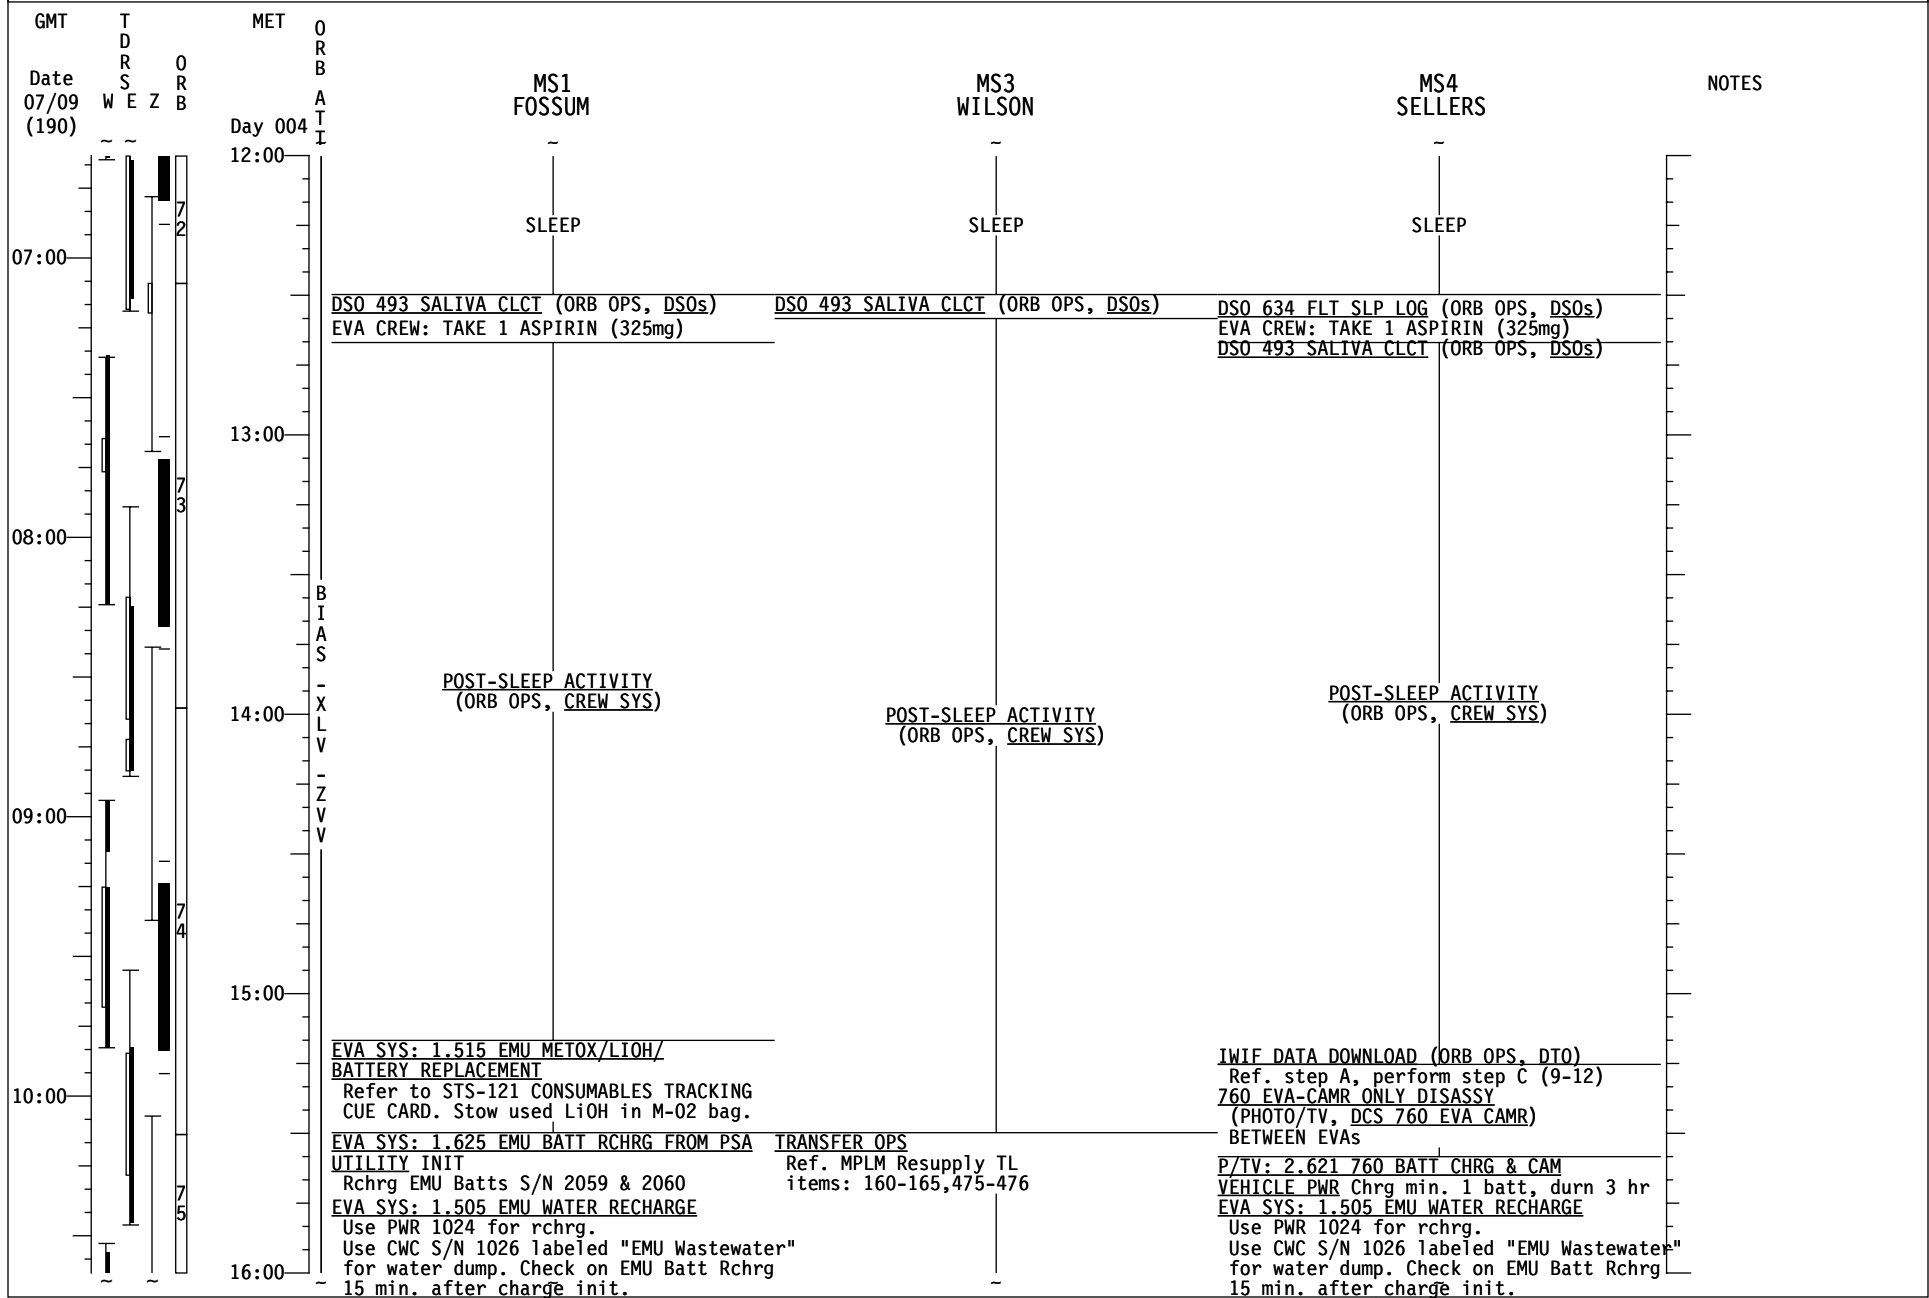 GMT
TDRS
MET
ORB ATT
Date
07/09
(190)
W E Z
ORB
Day 004
MS1
FOSSUM
MS3
WILSON
MS4
SELLERS
NOTES
~ ~
~
~
~
12:00
72
SLEEP
SLEEP
SLEEP
07:00
DSO 493 SALIVA CLCT (ORB OPS, DSOs)
EVA CREW: TAKE 1 ASPIRIN (325mg)
DSO 493 SALIVA CLCT (ORB OPS, DSOs)
DSO 634 FLT SLP LOG (ORB OPS, DSOs)
EVA CREW: TAKE 1 ASPIRIN (325mg)
DSO 493 SALIVA CLCT (ORB OPS, DSOs)
13:00
73
08:00
BIAS -XLV -ZVV
POST-SLEEP ACTIVITY
(ORB OPS, CREW SYS)
POST-SLEEP ACTIVITY
(ORB OPS, CREW SYS)
POST-SLEEP ACTIVITY
(ORB OPS, CREW SYS)
14:00
09:00
74
15:00
10:00
75
16:00
EVA SYS: 1.515 EMU METOX/LIOH/
BATTERY REPLACEMENT
Refer to STS-121 CONSUMABLES TRACKING
CUE CARD. Stow used LiOH in M-02 bag.
EVA SYS: 1.625 EMU BATT RCHRG FROM PSA
UTILITY INIT
Rchrg EMU Batts S/N 2059 & 2060
EVA SYS: 1.505 EMU WATER RECHARGE
Use PWR 1024 for rchrg.
Use CWC S/N 1026 labeled "EMU Wastewater"
for water dump. Check on EMU Batt Rchrg
15 min. after charge init.
TRANSFER OPS
Ref. MPLM Resupply TL
items: 160-165,475-476
IWIF DATA DOWNLOAD (ORB OPS, DTO)
Ref. step A, perform step C (9-12)
760 EVA-CAMR ONLY DISASSY
(PHOTO/TV, DCS 760 EVA CAMR)
BETWEEN EVAs
P/TV: 2.621 760 BATT CHRG & CAM
VEHICLE PWR Chrg min. 1 batt, durn 3 hr
EVA SYS: 1.505 EMU WATER RECHARGE
Use PWR 1024 for rchrg.
Use CWC S/N 1026 labeled "EMU Wastewater"
for water dump. Check on EMU Batt Rchrg
15 min. after charge init.
~ ~ ~ ~ ~ ~